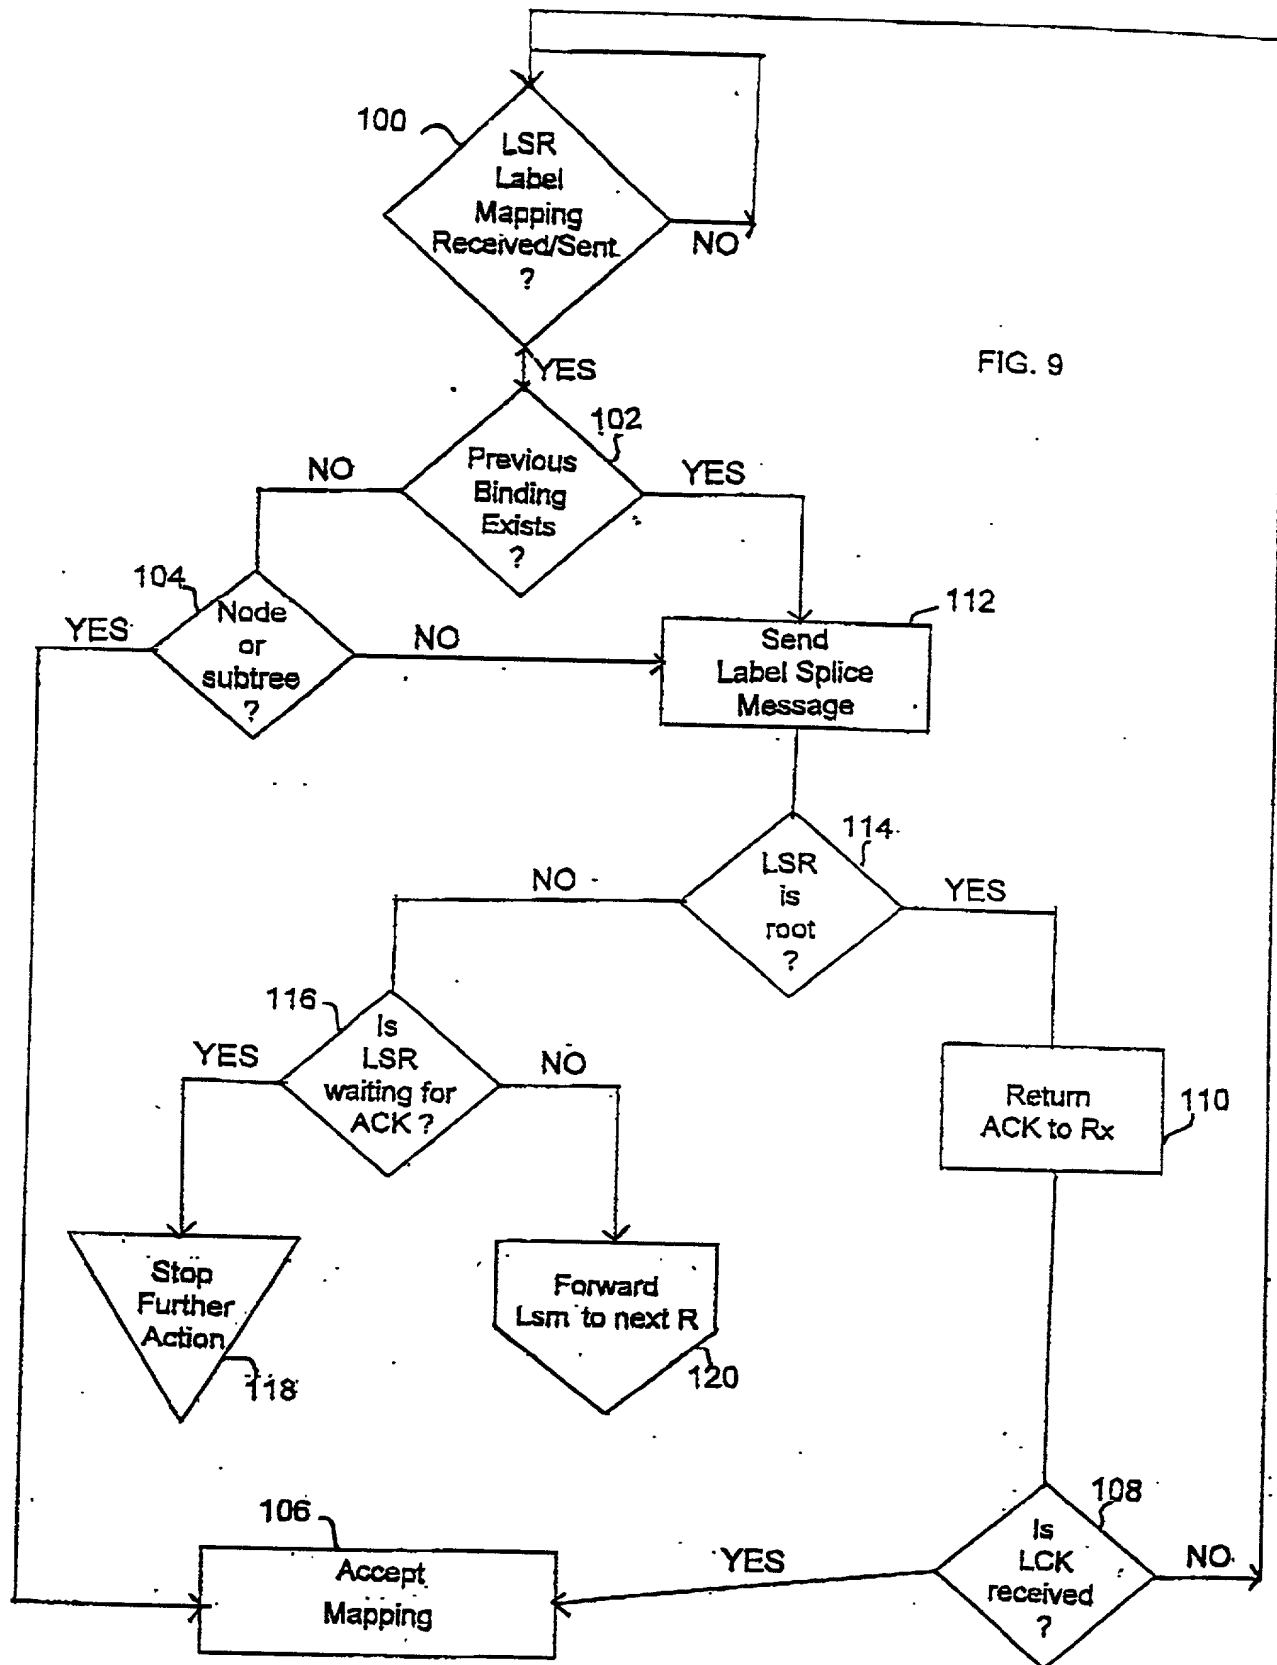 100
LSR
Label
Mapping
Received/Sent
?
NO
YES
FIG. 9
102
Previous
Binding
Exists
?
NO
YES
104
Node
or
subtree
?
YES
NO
112
Send
Label Splice
Message
114
LSR
is
root
?
NO
YES
116
Is
LSR
waiting for
ACK ?
YES
NO
Return
ACK to Rx
110
Stop
Further
Action
118
Forward
Lsm to next R
120
106
Accept
Mapping
108
Is
LCK
received
?
YES
NO